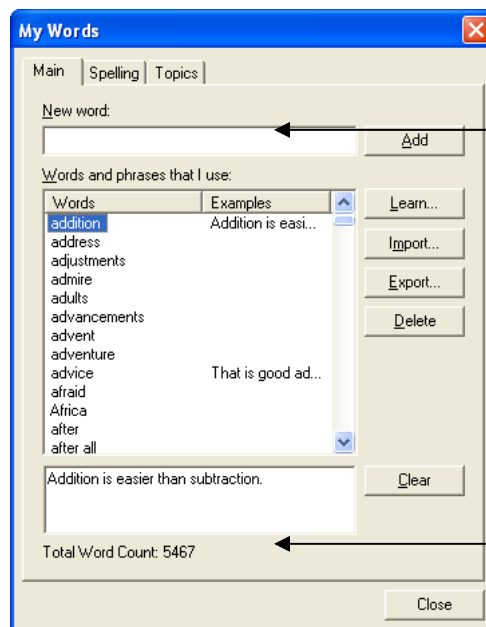 My Words
Main Spelling Topics
New word:
Add
Words and phrases that I use:
Words Examples
addition Addition is easi...
address
adjustments
admire
adults
advancements
advent
adventure
advice That is good ad...
afraid
Africa
after
after all
Learn...
Import...
Export...
Delete
Addition is easier than subtraction.
Clear
Total Word Count: 5467
Close